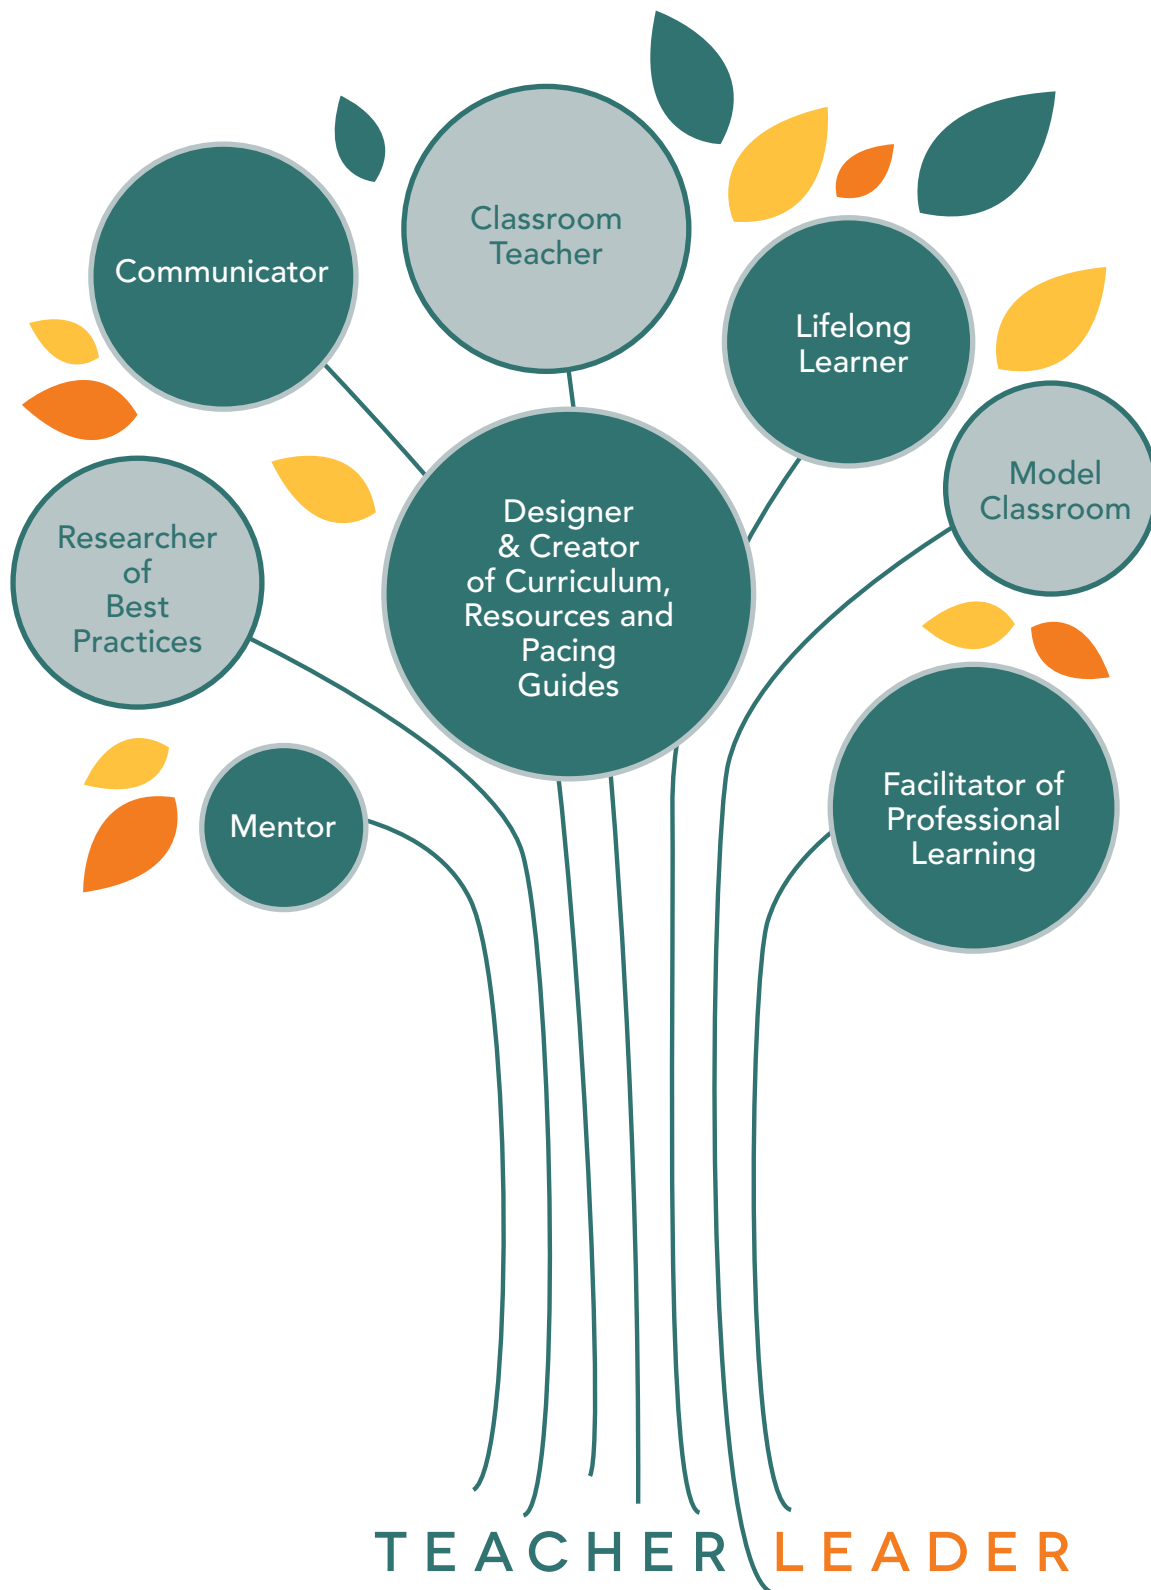 Classroom
Teacher
Communicator
Lifelong
Learner
Model
Classroom
Designer
& Creator
of Curriculum,
Resources and
Pacing
Guides
Researcher
of
Best
Practices
Mentor
Facilitator of
Professional
Learning
TEACHER LEADER